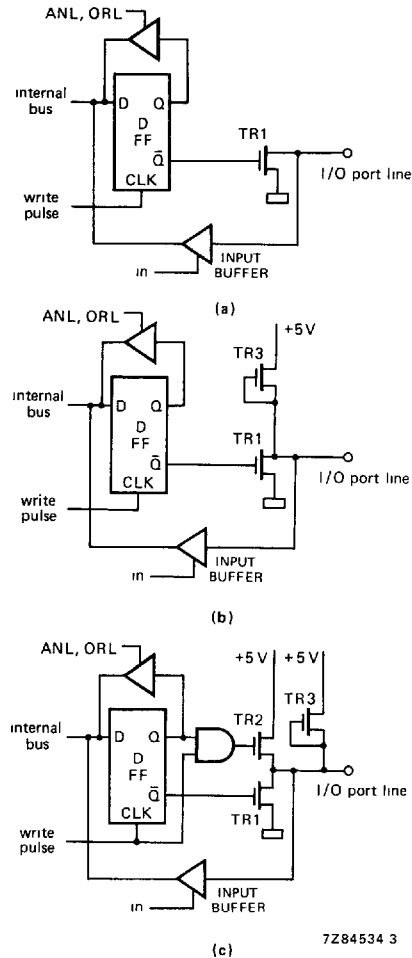 ANL, ORL
internal
bus
D
Q
D
FF
Q̄
CLK
TR1
I/O port line
write
pulse
INPUT
BUFFER
in
(a)
ANL, ORL
+5V
TR3
internal
bus
D
Q
D
FF
Q̄
CLK
TR1
I/O port line
write
pulse
INPUT
BUFFER
in
(b)
ANL, ORL
+5V +5V
TR3
TR2
internal
bus
D
Q
D
FF
Q̄
CLK
TR1
I/O port line
write
pulse
INPUT
BUFFER
in
(c)
7Z84534 3